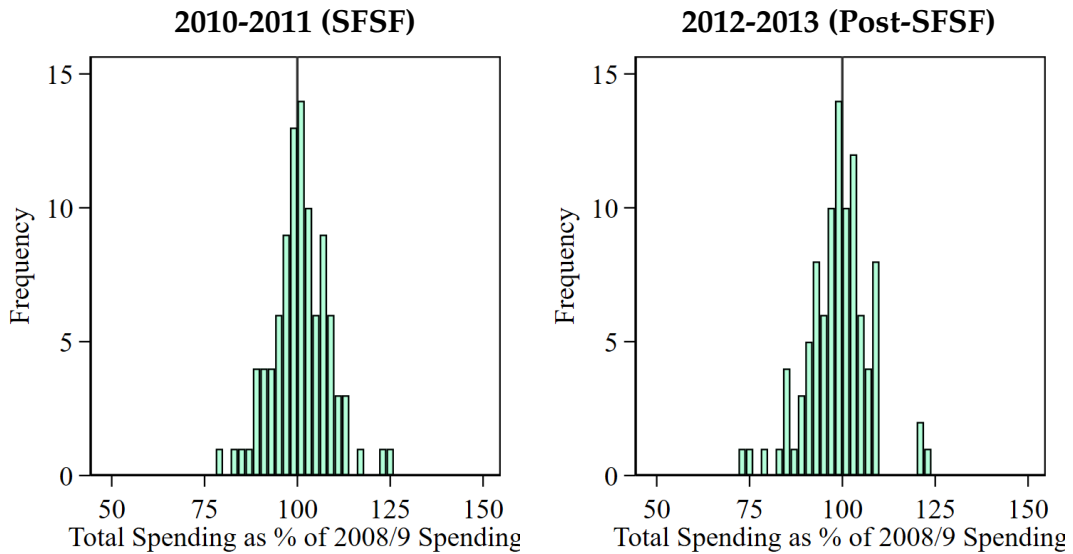 2010-2011 (SFSF)
15
10
5
0
Frequency
50 75 100 125 150
Total Spending as % of 2008/9 Spending
2012-2013 (Post-SFSF)
15
10
5
0
Frequency
50 75 100 125 150
Total Spending as % of 2008/9 Spending